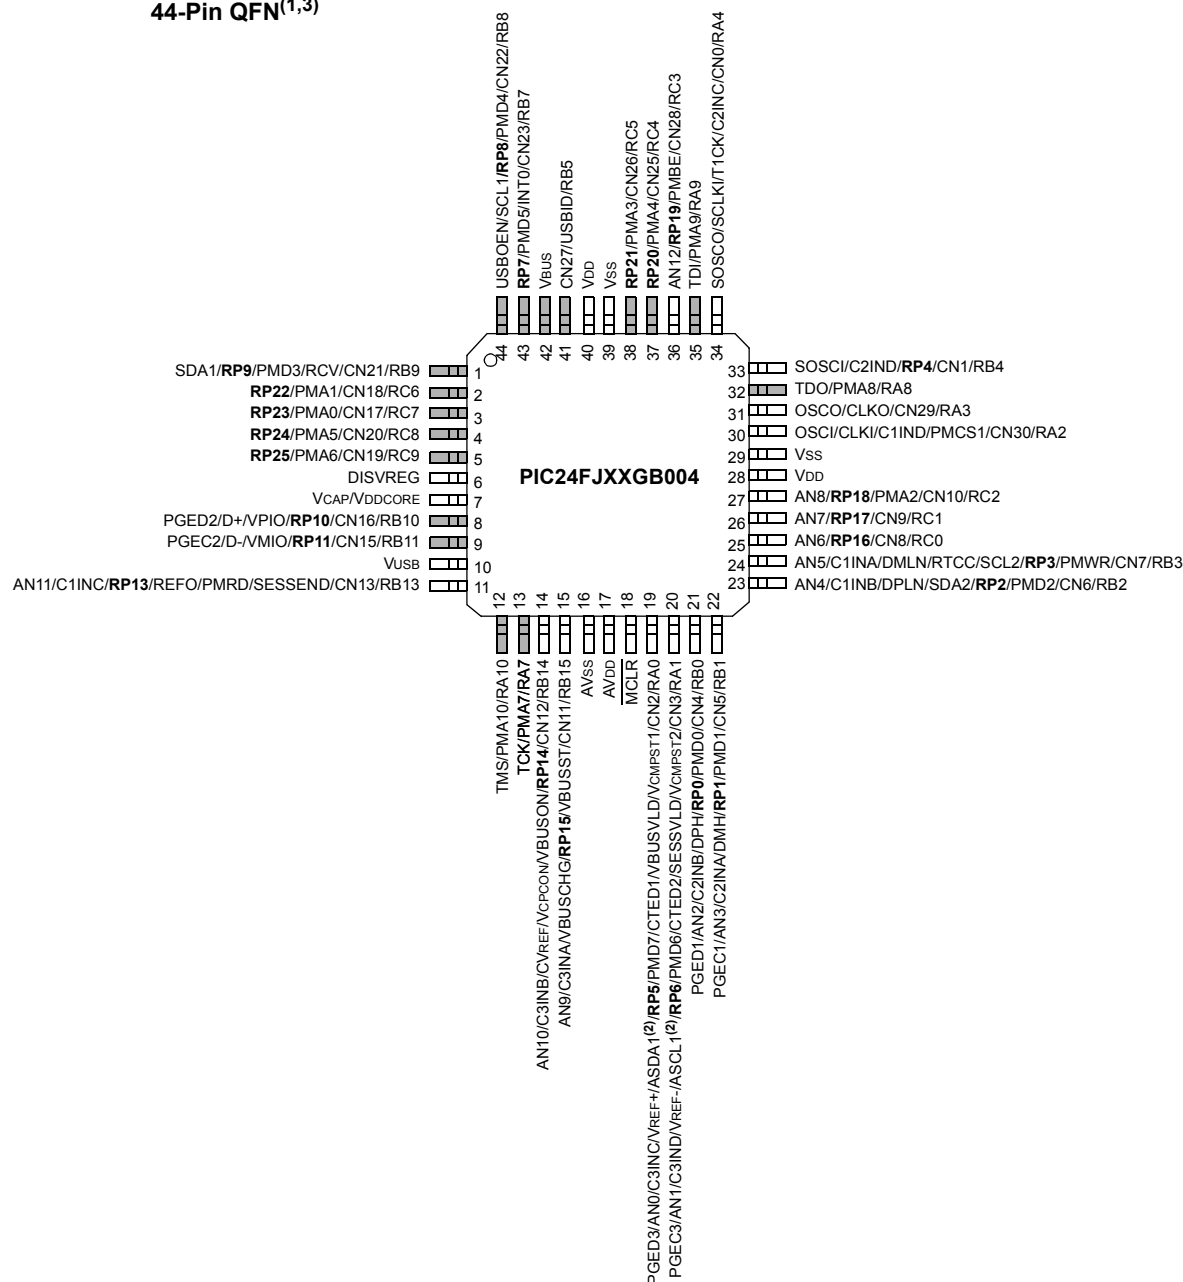 44-Pin QFN(1,3)
USBOEN/SCL1/RP8/PMD4/CN22/RB8
RP7/PMD5/INT0/CN23/RB7
VBUS
CN27/USBID/RB5
VDD
VSS
RP21/PMA3/CN26/RC5
RP20/PMA4/CN25/RC4
AN12/RP19/PMBE/CN28/RC3
TDI/PMA9/RA9
SOSCO/SCLKI/T1CK/C2INC/CN0/RA4
44 43 42 41 40 39 38 37 36 35 34
SDA1/RP9/PMD3/RCV/CN21/RB9 1
RP22/PMA1/CN18/RC6 2
RP23/PMA0/CN17/RC7 3
RP24/PMA5/CN20/RC8 4
RP25/PMA6/CN19/RC9 5
DISVREG 6
VCAP/VDDCORE 7
PGED2/D+/VPIO/RP10/CN16/RB10 8
PGEC2/D-/VMIO/RP11/CN15/RB11 9
VUSB 10
AN11/C1INC/RP13/REFO/PMRD/SESSEND/CN13/RB13 11
PIC24FJXXGB004
33 SOSCI/C2IND/RP4/CN1/RB4
32 TDO/PMA8/RA8
31 OSCO/CLKO/CN29/RA3
30 OSCI/CLKI/C1IND/PMCS1/CN30/RA2
29 VSS
28 VDD
27 AN8/RP18/PMA2/CN10/RC2
26 AN7/RP17/CN9/RC1
25 AN6/RP16/CN8/RC0
24 AN5/C1INA/DMLN/RTCC/SCL2/RP3/PMWR/CN7/RB3
23 AN4/C1INB/DPLN/SDA2/RP2/PMD2/CN6/RB2
12 13 14 15 16 17 18 19 20 21 22
TMS/PMA10/RA10
TCK/PMA7/RA7
AN10/C3INB/CVREF/VCPCON/VBUSON/RP14/CN12/RB14
AN9/C3INA/VBUSCHG/RP15/VBUSST/CN11/RB15
AVSS
AVDD
MCLR
PGED3/AN0/C3INC/VREF+/ASDA1(2)/RP5/PMD7/CTED1/VBUSVLD/VCMPST1/CN2/RA0
PGEC3/AN1/C3IND/VREF-/ASCL1(2)/RP6/PMD6/CTED2/SESSVLD/VCMPST2/CN3/RA1
PGED1/AN2/C2INB/DPH/RP0/PMD0/CN4/RB0
PGEC1/AN3/C2INA/DMH/RP1/PMD1/CN5/RB1